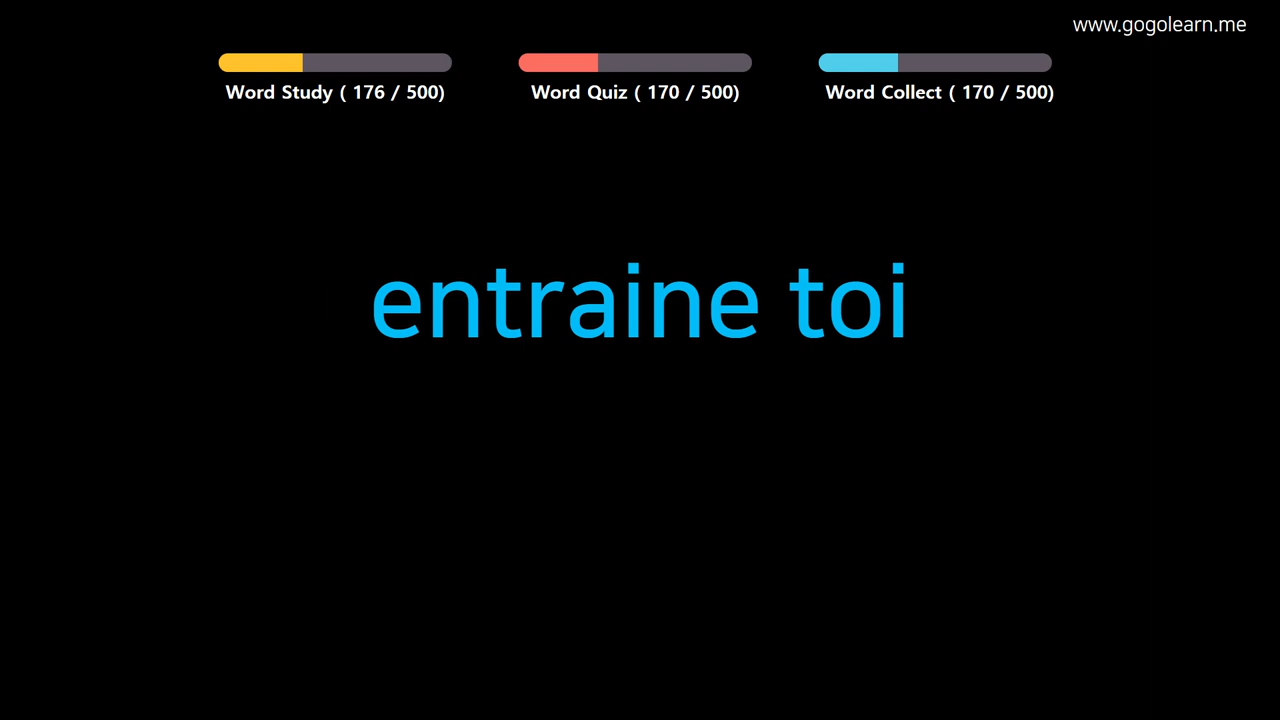 www.gogolearn.me
Word Study ( 176 / 500)
Word Quiz ( 170 / 500)
Word Collect ( 170 / 500)
entraine toi